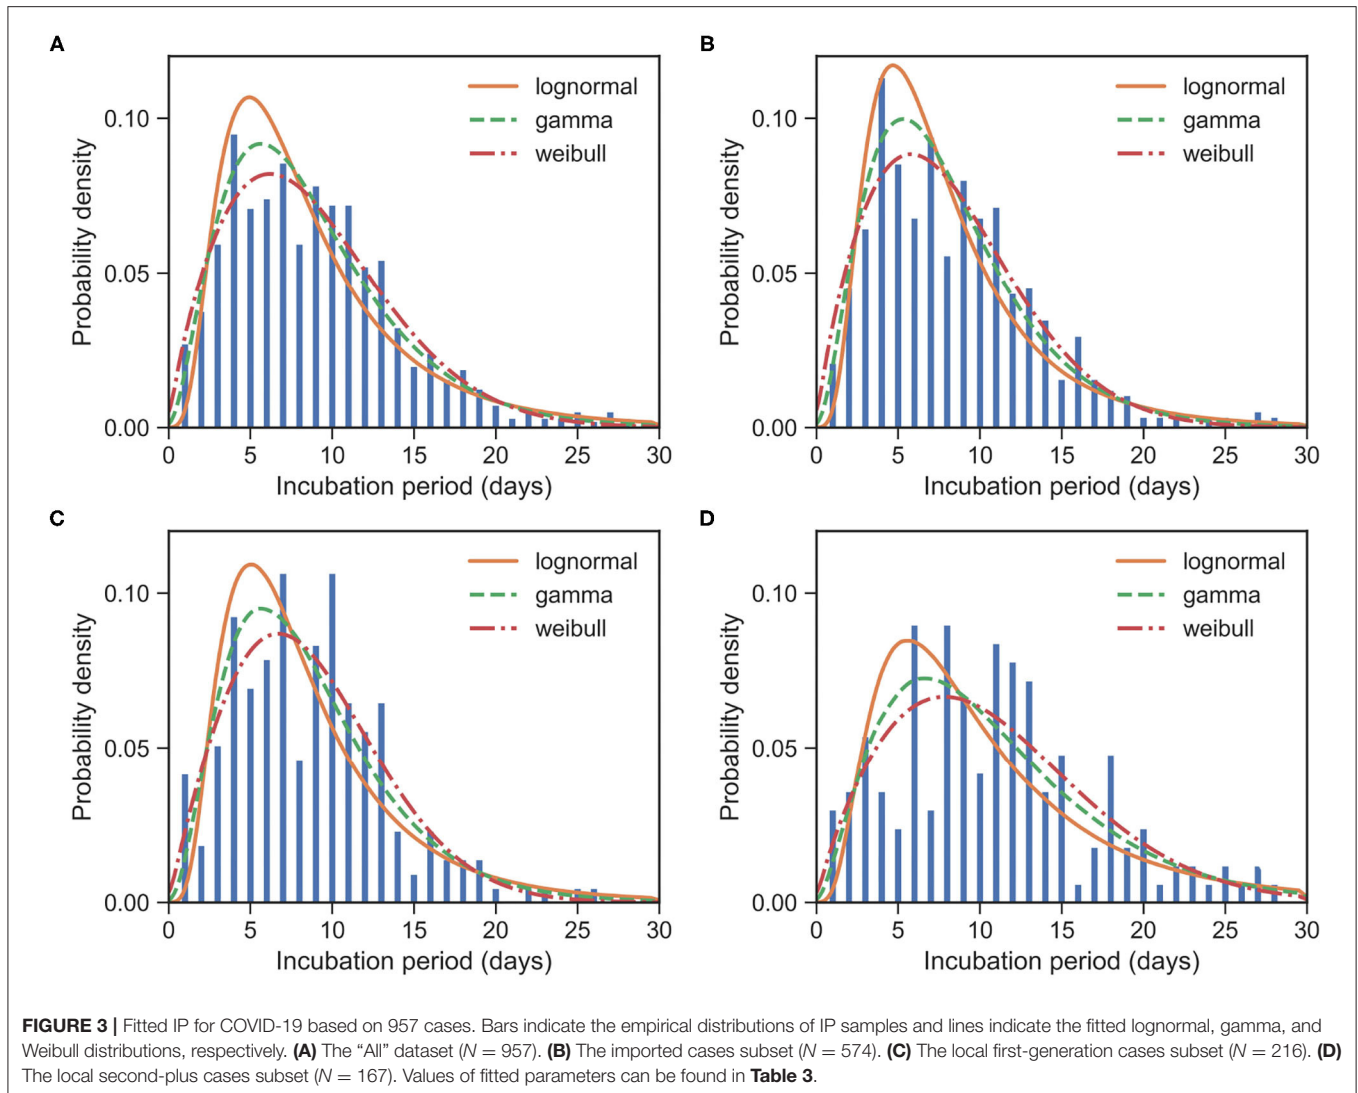 A
Probability density
0.10
0.05
0.00
lognormal
gamma
weibull
0 5 10 15 20 25 30
Incubation period (days)
B
Probability density
0.10
0.05
0.00
lognormal
gamma
weibull
0 5 10 15 20 25 30
Incubation period (days)
C
Probability density
0.10
0.05
0.00
lognormal
gamma
weibull
0 5 10 15 20 25 30
Incubation period (days)
D
Probability density
0.10
0.05
0.00
lognormal
gamma
weibull
0 5 10 15 20 25 30
Incubation period (days)
FIGURE 3 | Fitted IP for COVID-19 based on 957 cases. Bars indicate the empirical distributions of IP samples and lines indicate the fitted lognormal, gamma, and
Weibull distributions, respectively. (A) The “All” dataset (N = 957). (B) The imported cases subset (N = 574). (C) The local first-generation cases subset (N = 216). (D)
The local second-plus cases subset (N = 167). Values of fitted parameters can be found in Table 3.